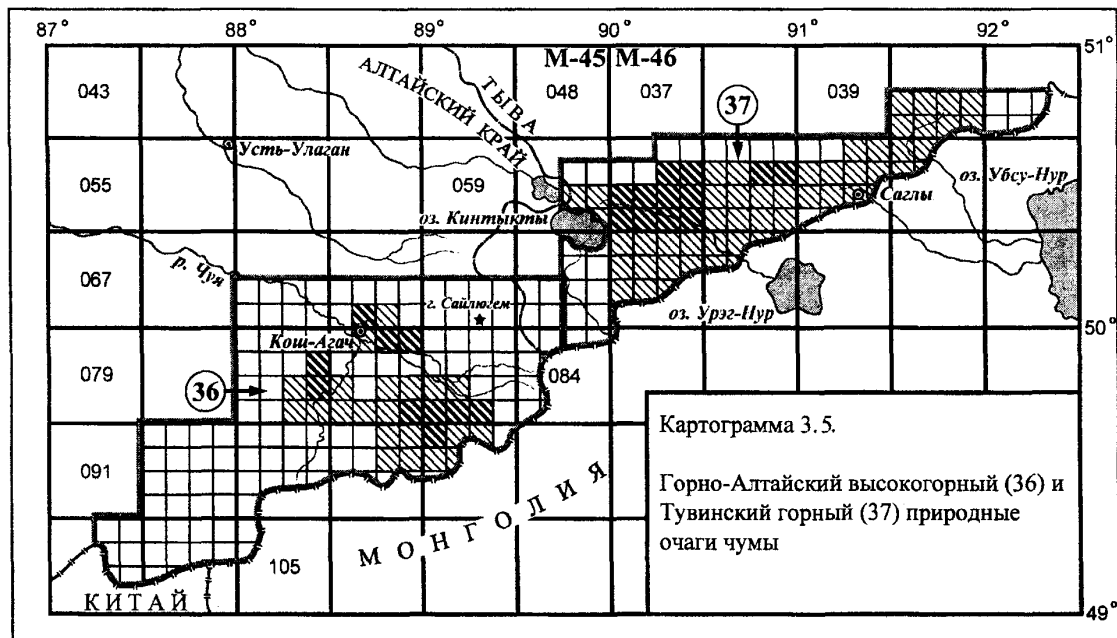 87° 88° 89° 90° 91° 92°
51°
М-45 М-46
043 048 037 039
ТЫВА
АЛТАЙСКИЙ КРАЙ
37
Усть-Улаган
055 059
оз. Убсу-Нур
Саглы
оз. Кинтыкты
067
р. Чуя
г. Сайлюгем
оз. Урэг-Нур
50°
Кош-Агач
079 084
36
091
105
МОНГОЛИЯ
КИТАЙ
49°
Картограмма 3.5.
Горно-Алтайский высокогорный (36) и
Тувинский горный (37) природные
очаги чумы